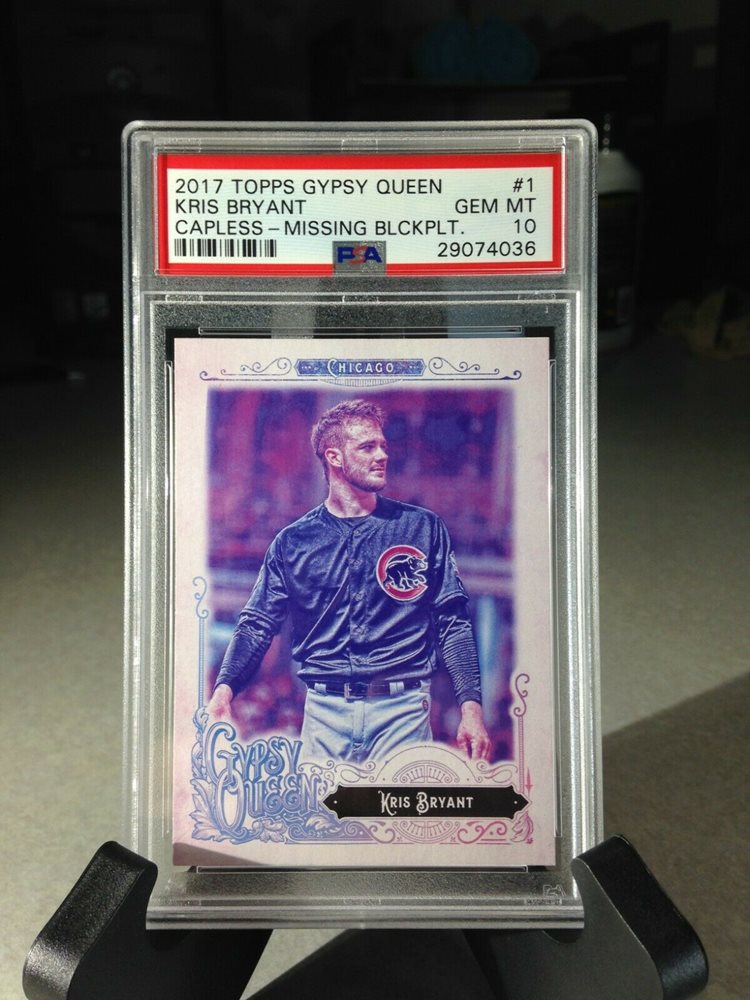 2017 TOPPS GYPSY QUEEN #1
KRIS BRYANT GEM MT
CAPLESS - MISSING BLCKPLT. 10
PSA 29074036
CHICAGO
C
GYPSY
QUEEN
KRIS BRYANT